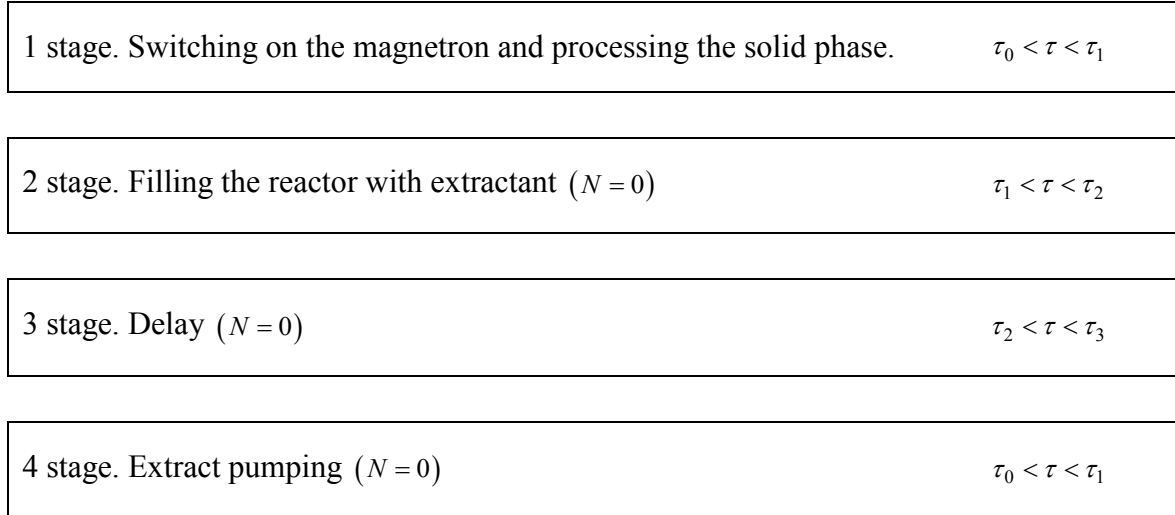 1 stage. Switching on the magnetron and processing the solid phase. τ₀ < τ < τ₁
2 stage. Filling the reactor with extractant (N = 0) τ₁ < τ < τ₂
3 stage. Delay (N = 0) τ₂ < τ < τ₃
4 stage. Extract pumping (N = 0) τ₀ < τ < τ₁